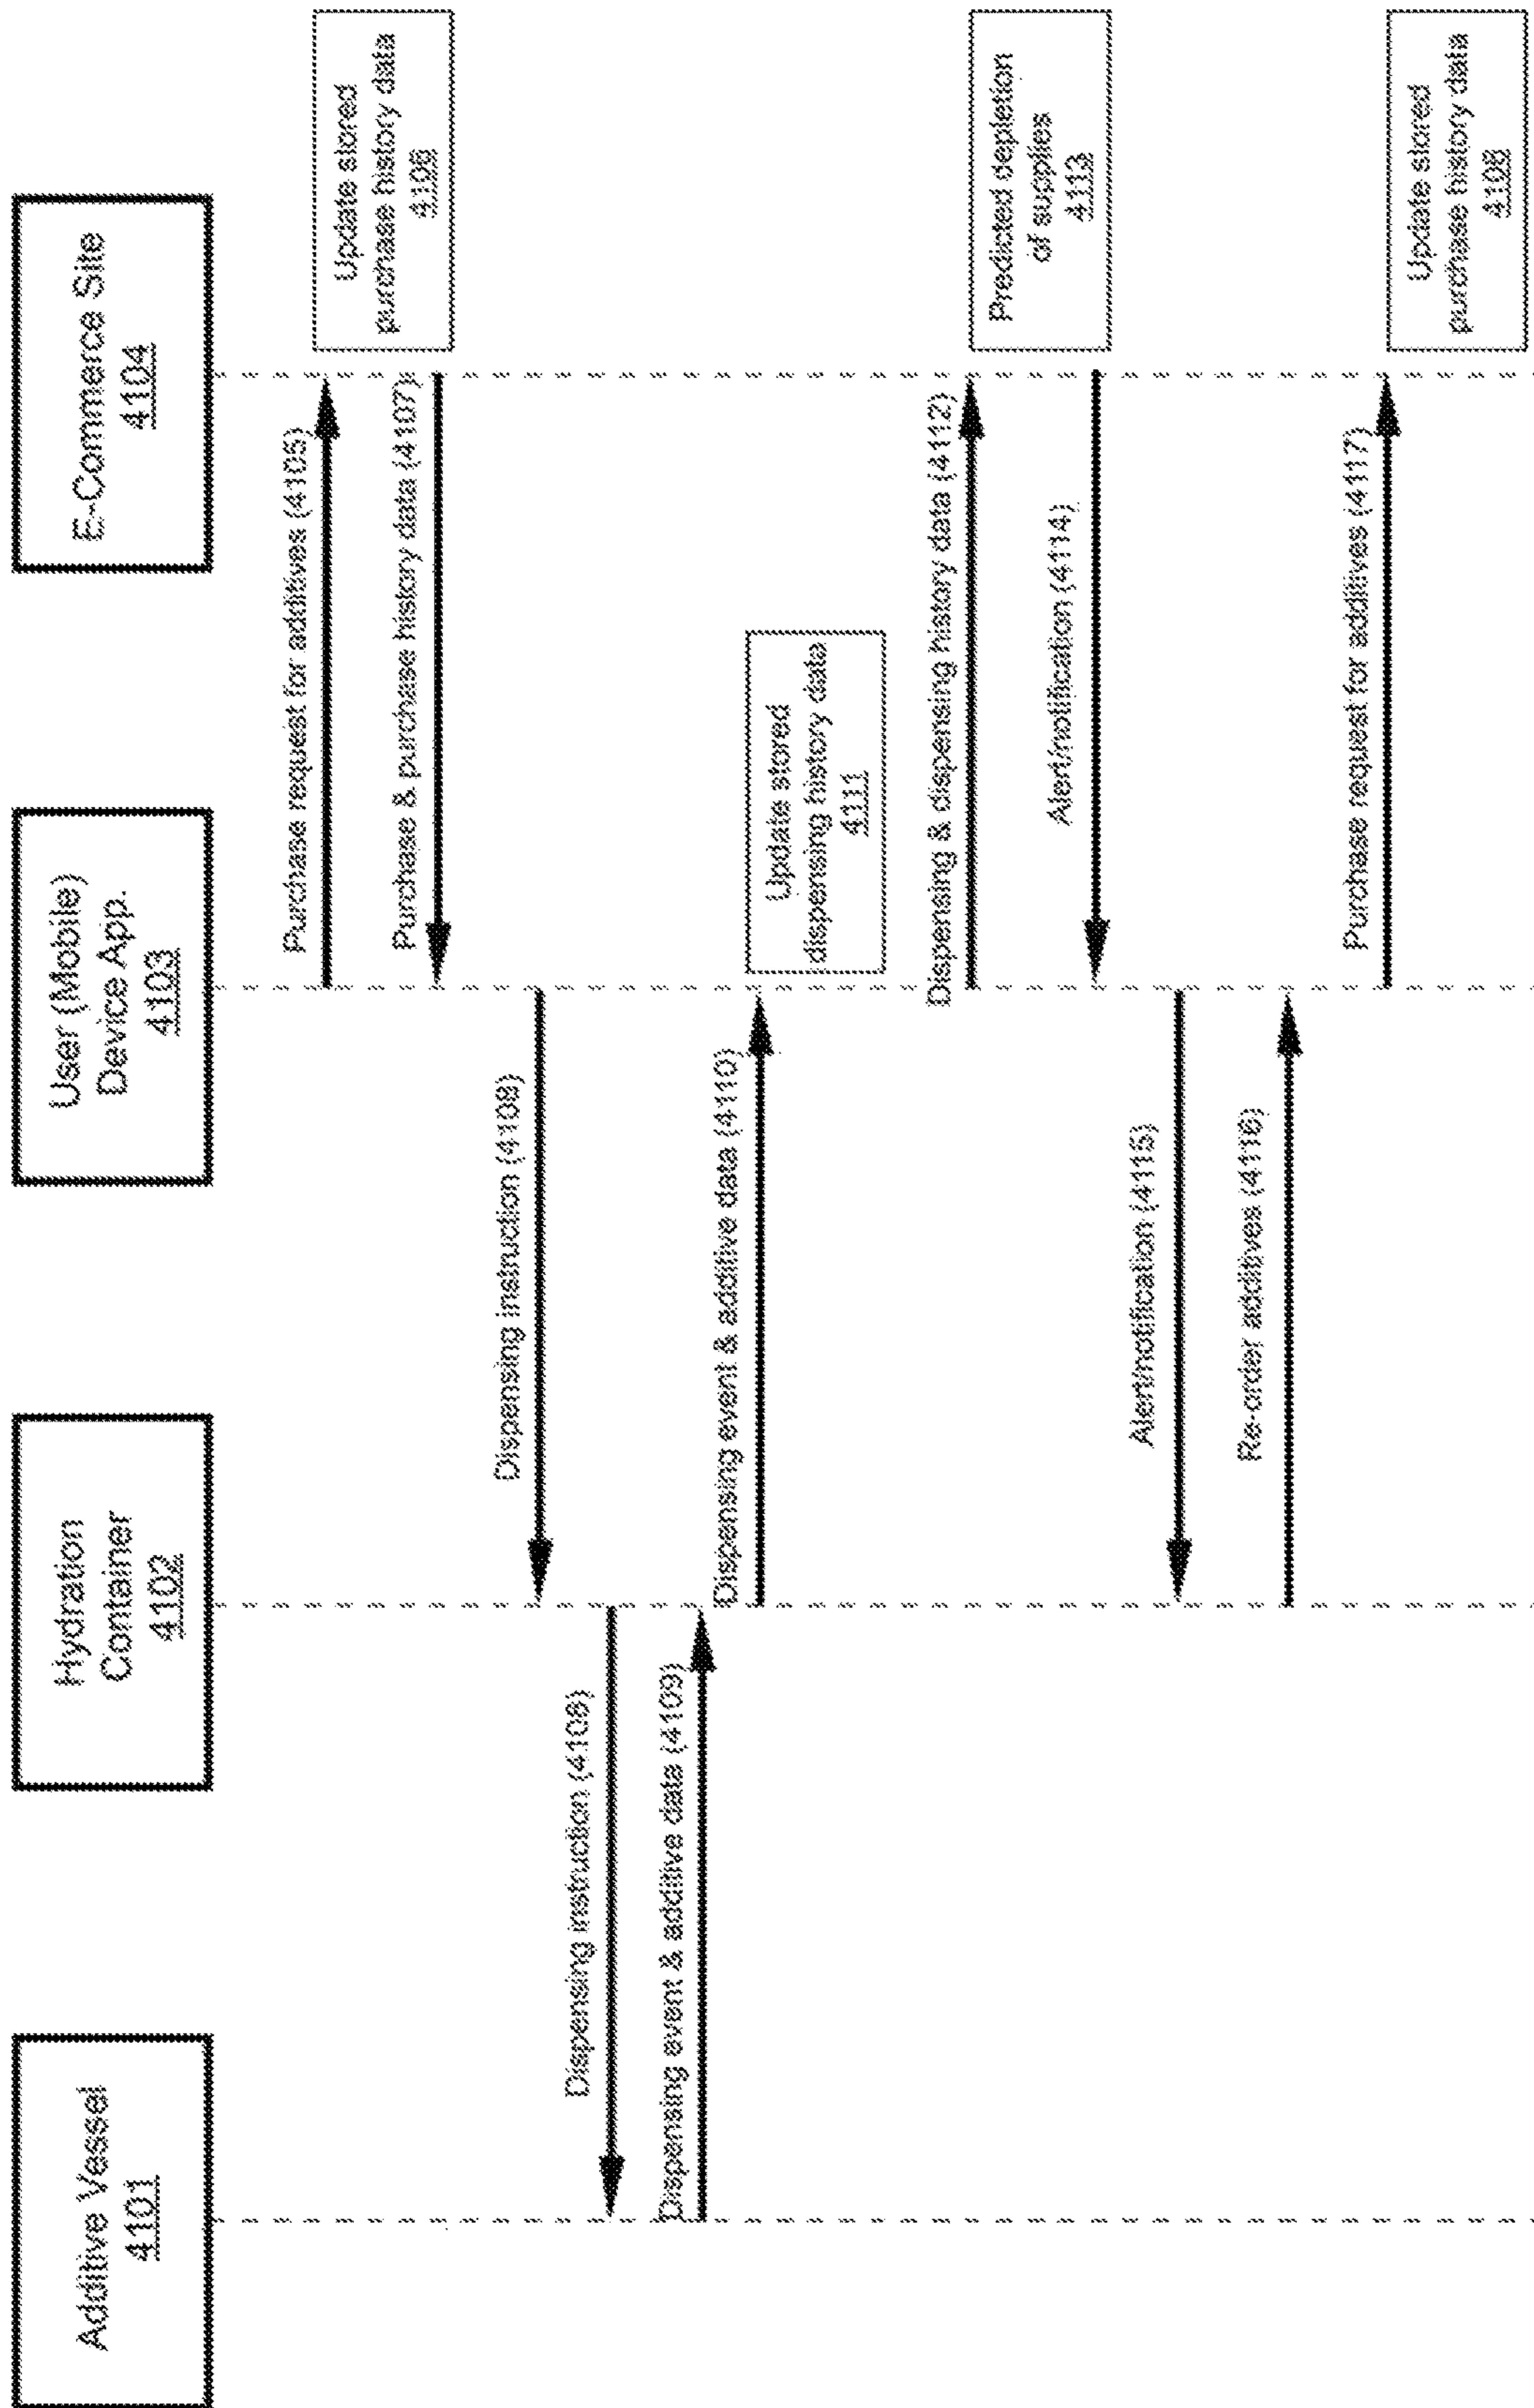 Additive Vessel
4101
Hydration
Container
4102
User (Mobile)
Device App.
4103
E-Commerce Site
4104
Purchase request for additives (4105)
Update stored
purchase history data
4106
Purchase & purchase history data (4107)
Dispensing instruction (4108)
Dispensing instruction (4108)
Dispensing event & additive data (4109)
Dispensing event & additive data (4110)
Update stored
dispensing history data
4111
Dispensing & dispensing history data (4112)
Predicted depletion
of supplies
4113
Alert/notification (4114)
Alert/notification (4115)
Re-order additives (4116)
Purchase request for additives (4117)
Update stored
purchase history data
4106